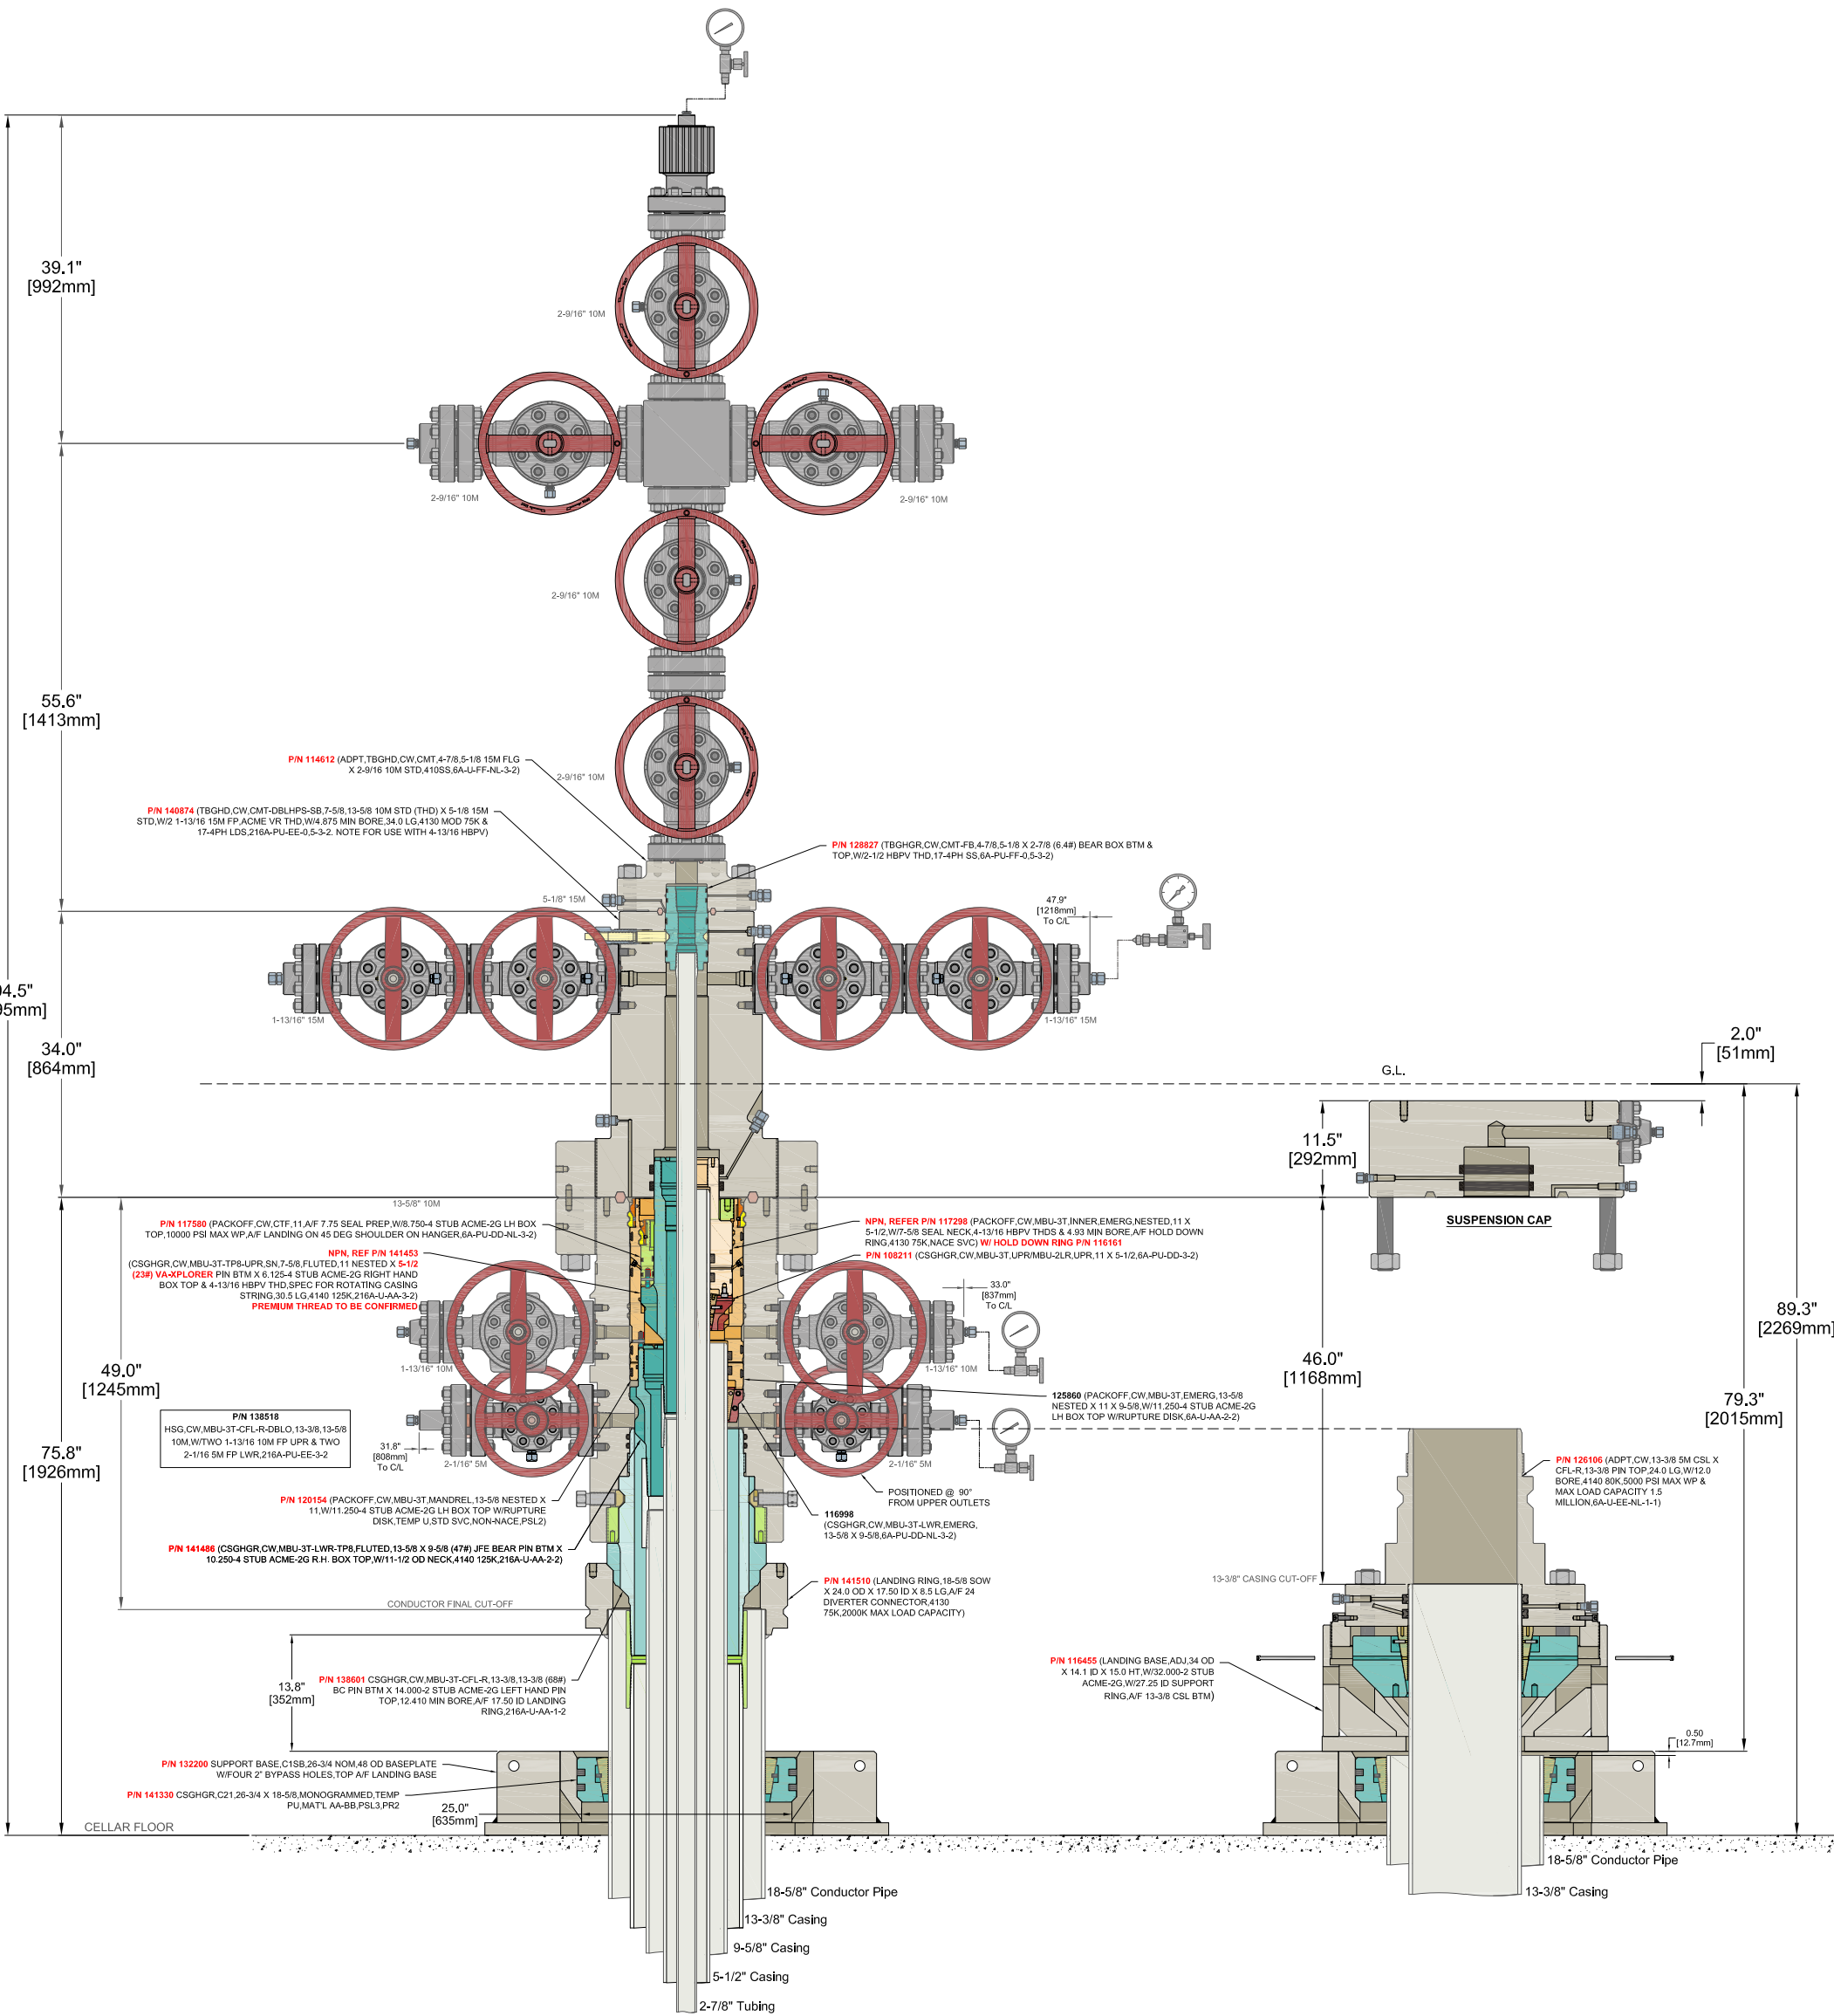 39.1"
[992mm]
2-9/16" 10M
2-9/16" 10M
2-9/16" 10M
2-9/16" 10M
55.6"
[1413mm]
P/N 114612 (ADPT,TBGHD,CW,CMT,4-7/8,5-1/8 15M FLG
X 2-9/16 10M STD,410SS,6A-U-FF-NL-3-2)
2-9/16" 10M
P/N 140874 (TBGHD,CW,CMT-DBLHPS-SB,7-5/8,13-5/8 10M STD (THD) X 5-1/8 15M
STD,W/2 1-13/16 15M FP,ACME VR THD,W/4.875 MIN BORE,34.0 LG,4130 MOD 75K &
17-4PH LDS,216A-PU-EE-0,5-3-2. NOTE FOR USE WITH 4-13/16 HBPV)
P/N 128827 (TBGHGR,CW,CMT-FB,4-7/8,5-1/8 X 2-7/8 (6.4#) BEAR BOX BTM &
TOP,W/2-1/2 HBPV THD,17-4PH SS,6A-PU-FF-0,5-3-2)
5-1/8" 15M
47.9"
[1218mm]
To C/L
1-13/16" 15M
1-13/16" 15M
34.0"
[864mm]
G.L.
2.0"
[51mm]
11.5"
[292mm]
SUSPENSION CAP
13-5/8" 10M
P/N 117580 (PACKOFF,CW,CTF,11,A/F 7.75 SEAL PREP,W/8.750-4 STUB ACME-2G LH BOX
TOP,10000 PSI MAX WP,A/F LANDING ON 45 DEG SHOULDER ON HANGER,6A-PU-DD-NL-3-2)
NPN, REF P/N 141453
(CSGHGR,CW,MBU-3T-TP8-UPR,SN,7-5/8,FLUTED,11 NESTED X 5-1/2
(23#) VA-XPLORER PIN BTM X 6.125-4 STUB ACME-2G RIGHT HAND
BOX TOP & 4-13/16 HBPV THD,SPEC FOR ROTATING CASING
STRING,30.5 LG,4140 125K,216A-U-AA-3-2)
PREMIUM THREAD TO BE CONFIRMED
NPN, REFER P/N 117298 (PACKOFF,CW,MBU-3T,INNER,EMERG,NESTED,11 X
5-1/2,W/7-5/8 SEAL NECK,4-13/16 HBPV THDS & 4.93 MIN BORE,A/F HOLD DOWN
RING,4130 75K,NACE SVC) W/ HOLD DOWN RING P/N 116161
P/N 108211 (CSGHGR,CW,MBU-3T,UPR/MBU-2LR,UPR,11 X 5-1/2,6A-PU-DD-3-2)
33.0"
[837mm]
To C/L
1-13/16" 10M
1-13/16" 10M
49.0"
[1245mm]
P/N 138518
HSG,CW,MBU-3T-CFL-R-DBLO,13-3/8,13-5/8
10M,W/TWO 1-13/16 10M FP UPR & TWO
2-1/16 5M FP LWR,216A-PU-EE-3-2
125860 (PACKOFF,CW,MBU-3T,EMERG,13-5/8
NESTED X 11 X 9-5/8,W/11.250-4 STUB ACME-2G
LH BOX TOP W/RUPTURE DISK,6A-U-AA-2-2)
46.0"
[1168mm]
89.3"
[2269mm]
79.3"
[2015mm]
75.8"
[1926mm]
31.8"
[808mm]
To C/L
2-1/16" 5M
2-1/16" 5M
POSITIONED @ 90°
FROM UPPER OUTLETS
P/N 126106 (ADPT,CW,13-3/8 5M CSL X
CFL-R,13-3/8 PIN TOP,24.0 LG,W/12.0
BORE,4140 80K,5000 PSI MAX WP &
MAX LOAD CAPACITY 1.5
MILLION,6A-U-EE-NL-1-1)
P/N 120154 (PACKOFF,CW,MBU-3T,MANDREL,13-5/8 NESTED X
11,W/11.250-4 STUB ACME-2G LH BOX TOP W/RUPTURE
DISK,TEMP U,STD SVC,NON-NACE,PSL2)
116998
(CSGHGR,CW,MBU-3T-LWR,EMERG,
13-5/8 X 9-5/8,6A-PU-DD-NL-3-2)
P/N 141486 (CSGHGR,CW,MBU-3T-LWR-TP8,FLUTED,13-5/8 X 9-5/8 (47#) JFE BEAR PIN BTM X
10.250-4 STUB ACME-2G R.H. BOX TOP,W/11-1/2 OD NECK,4140 125K,216A-U-AA-2-2)
P/N 141510 (LANDING RING,18-5/8 SOW
X 24.0 OD X 17.50 ID X 8.5 LG,A/F 24
DIVERTER CONNECTOR,4130
75K,2000K MAX LOAD CAPACITY)
13-3/8" CASING CUT-OFF
CONDUCTOR FINAL CUT-OFF
13.8"
[352mm]
P/N 138601 CSGHGR,CW,MBU-3T-CFL-R,13-3/8,13-3/8 (68#)
BC PIN BTM X 14.000-2 STUB ACME-2G LEFT HAND PIN
TOP,12.410 MIN BORE,A/F 17.50 ID LANDING
RING,216A-U-AA-1-2
P/N 116455 (LANDING BASE,ADJ,34 OD
X 14.1 ID X 15.0 HT,W/32.000-2 STUB
ACME-2G,W/27.25 ID SUPPORT
RING,A/F 13-3/8 CSL BTM)
0.50
[12.7mm]
P/N 132200 SUPPORT BASE,C1SB,26-3/4 NOM,48 OD BASEPLATE
W/FOUR 2" BYPASS HOLES,TOP A/F LANDING BASE
P/N 141330 CSGHGR,C21,26-3/4 X 18-5/8,MONOGRAMMED,TEMP
PU,MAT'L AA-BB,PSL3,PR2
25.0"
[635mm]
CELLAR FLOOR
18-5/8" Conductor Pipe
13-3/8" Casing
9-5/8" Casing
5-1/2" Casing
2-7/8" Tubing
18-5/8" Conductor Pipe
13-3/8" Casing